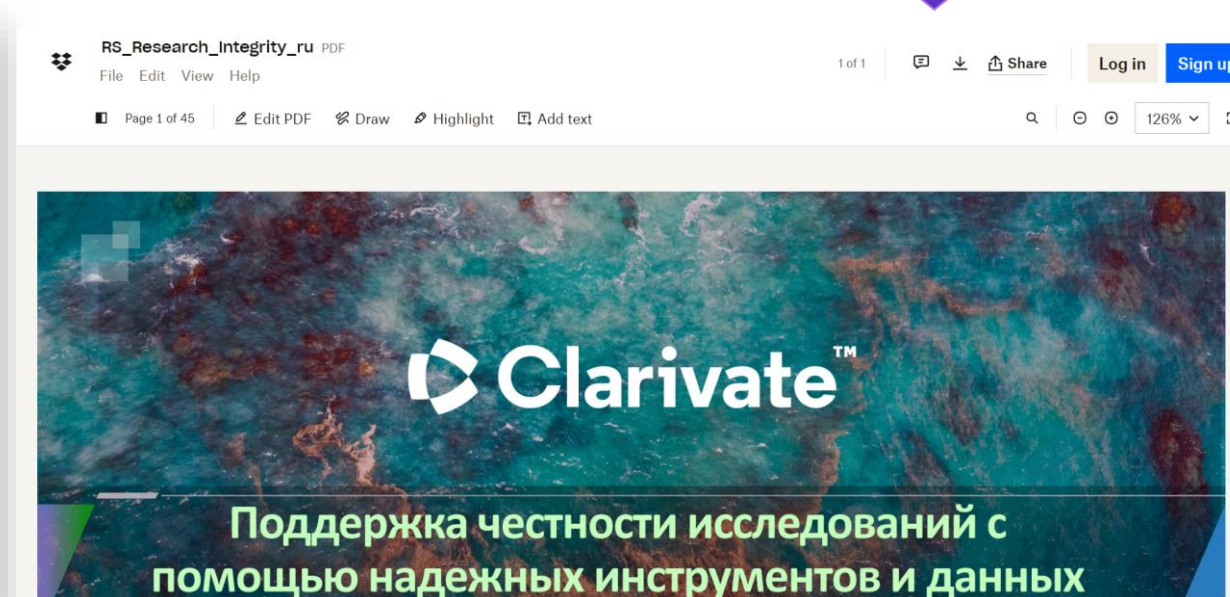 RS_Research_Integrity_ru PDF
File Edit View Help
1 of 1
Share
Log in
Sign up
Page 1 of 45
Edit PDF
Draw
Highlight
Add text
126%
Clarivate™
Поддержка честности исследований с
помощью надежных инструментов и данных